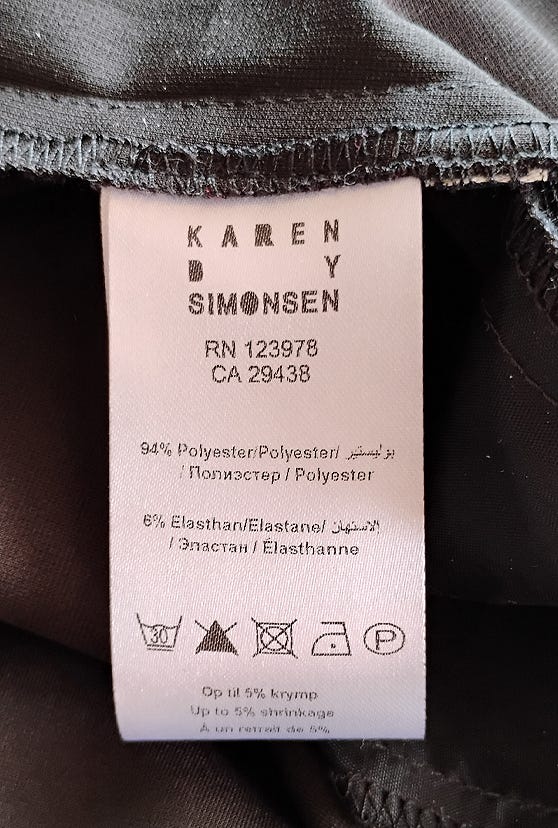 KAREN
BY
SIMONSEN
RN 123978
CA 29438
94% Polyester/Polyester/ بوليستير
/ Полиэстер / Polyester
6% Elasthan/Elastane/ الاستهان
/ Эластан / Élasthanne
30 P
Op til 5% krymp
Up to 5% shrinkage
À un retrait de 5%